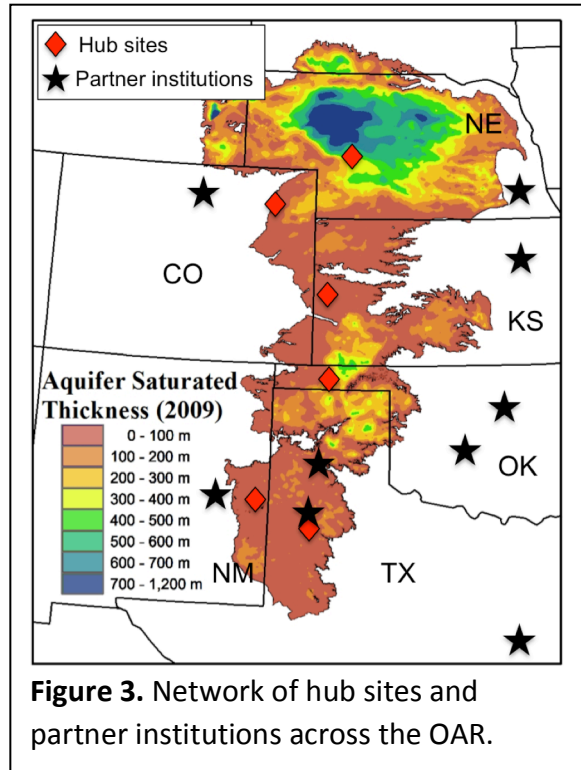 Hub sites
Partner institutions
NE
CO
KS
Aquifer Saturated
Thickness (2009)
0 - 100 m
100 - 200 m
200 - 300 m
300 - 400 m
400 - 500 m
500 - 600 m
600 - 700 m
700 - 1,200 m
OK
NM
TX
Figure 3. Network of hub sites and
partner institutions across the OAR.